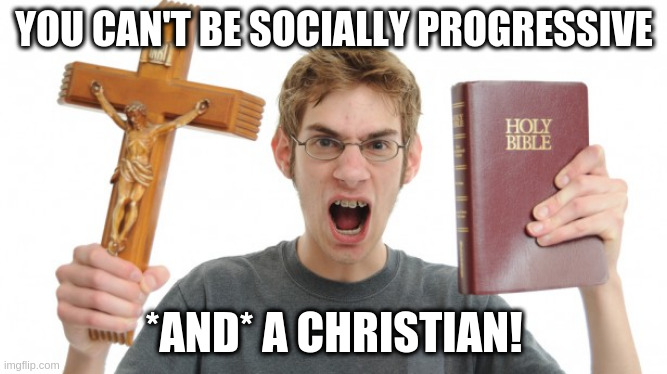 YOU CAN'T BE SOCIALLY PROGRESSIVE
HOLY
BIBLE
*AND* A CHRISTIAN!
imgflip.com